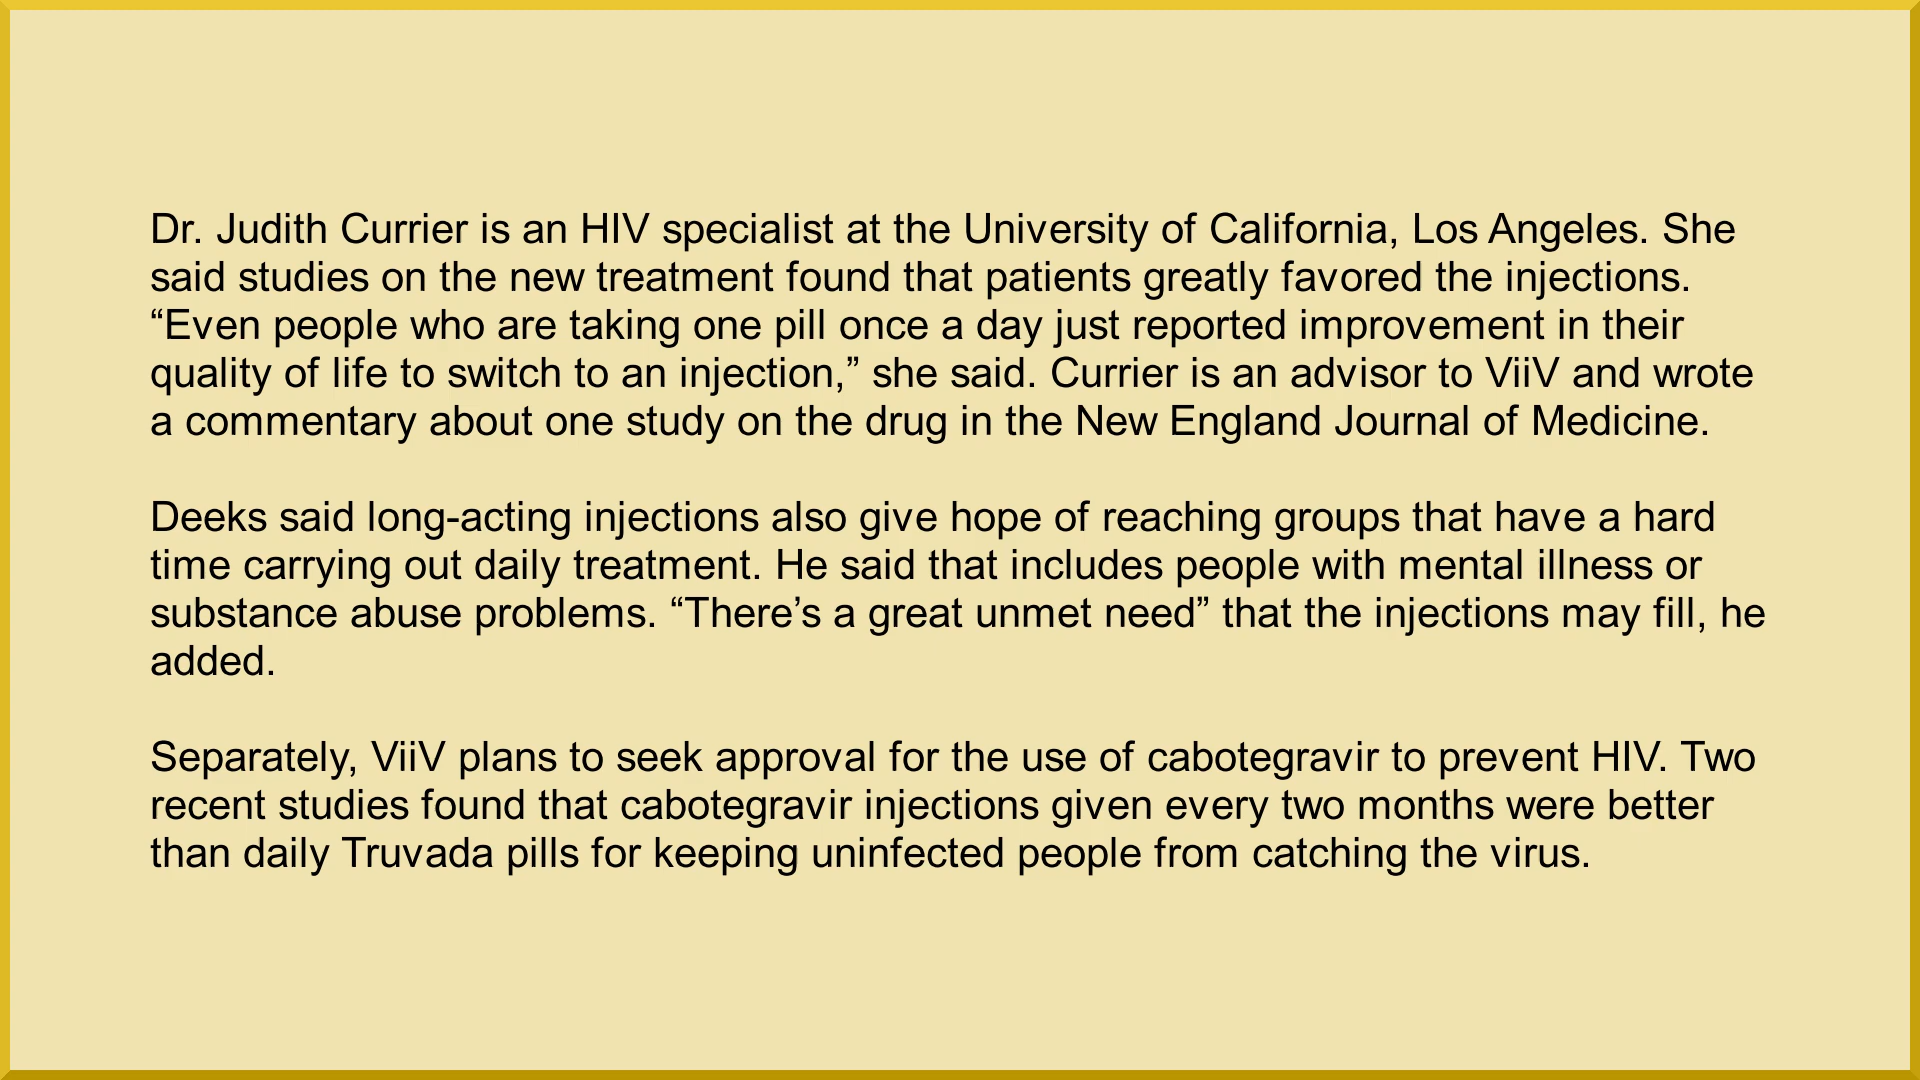 Dr. Judith Currier is an HIV specialist at the University of California, Los Angeles. She
said studies on the new treatment found that patients greatly favored the injections.
“Even people who are taking one pill once a day just reported improvement in their
quality of life to switch to an injection,” she said. Currier is an advisor to ViiV and wrote
a commentary about one study on the drug in the New England Journal of Medicine.
Deeks said long-acting injections also give hope of reaching groups that have a hard
time carrying out daily treatment. He said that includes people with mental illness or
substance abuse problems. “There’s a great unmet need” that the injections may fill, he
added.
Separately, ViiV plans to seek approval for the use of cabotegravir to prevent HIV. Two
recent studies found that cabotegravir injections given every two months were better
than daily Truvada pills for keeping uninfected people from catching the virus.